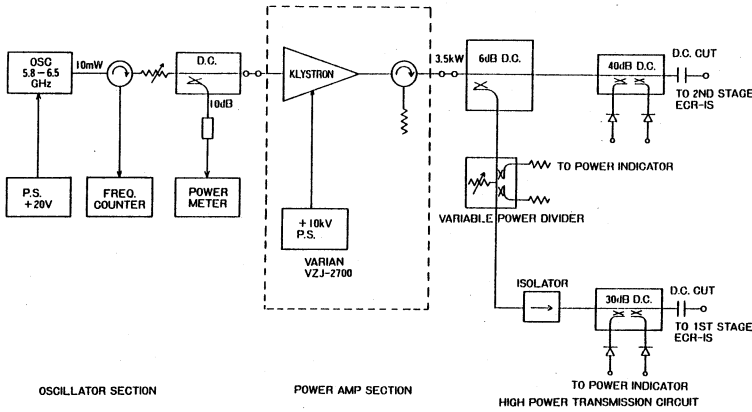 OSC
5.8-6.5
GHz
10mW
D.C.
10dB
P.S.
+20V
FREQ.
COUNTER
POWER
METER
KLYSTRON
+10kV
P.S.
VARIAN
VZJ-2700
3.5kW
6dB D.C.
40dB D.C.
D.C. CUT
TO 2ND STAGE
ECR-IS
TO POWER INDICATOR
VARIABLE POWER DIVIDER
ISOLATOR
30dB D.C.
D.C. CUT
TO 1ST STAGE
ECR-IS
TO POWER INDICATOR
OSCILLATOR SECTION
POWER AMP SECTION
HIGH POWER TRANSMISSION CIRCUIT